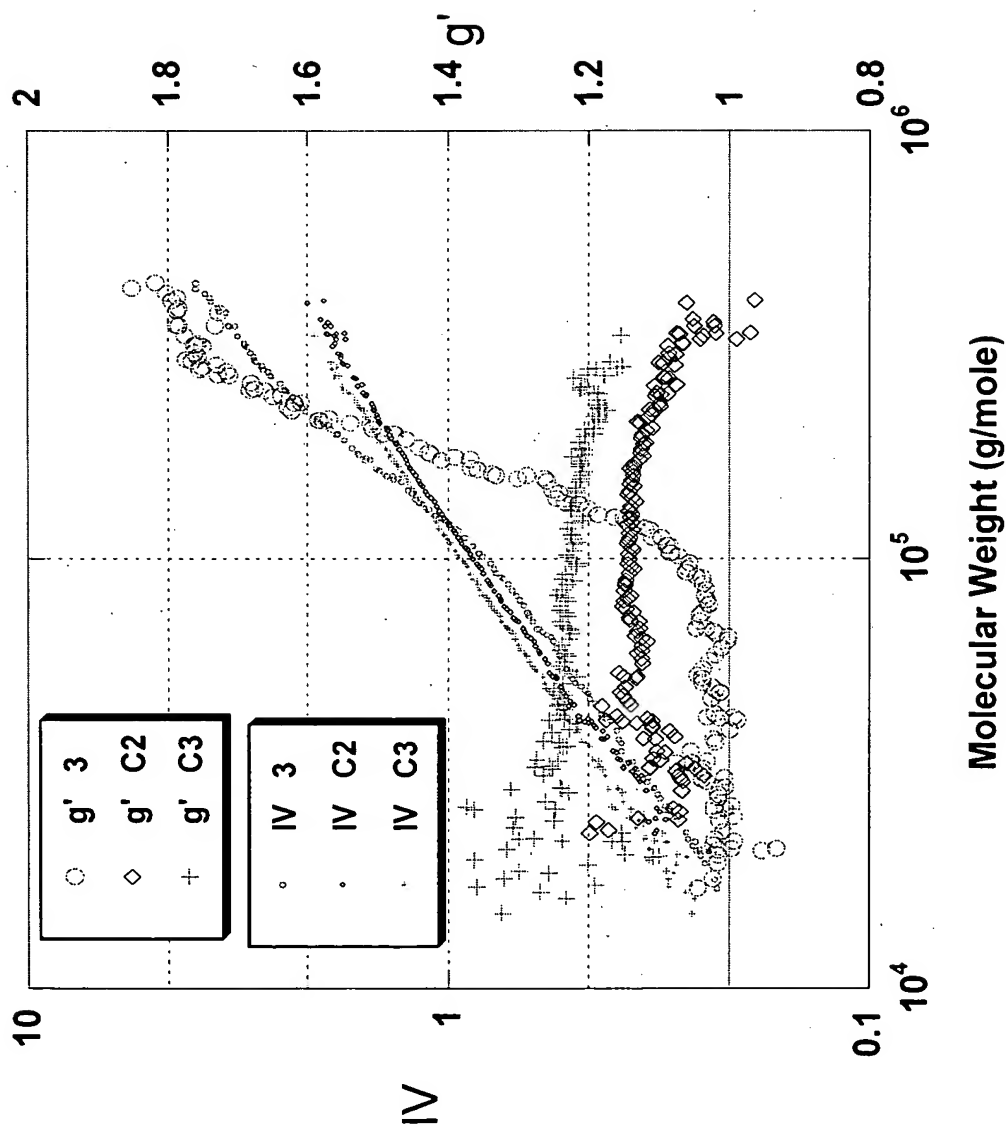 g' 3
g' C2
g' C3
IV 3
IV C2
IV C3
IV
10
1
0.1
g'
2
1.8
1.6
1.4
1.2
1
0.8
10^4
10^5
10^6
Molecular Weight (g/mole)